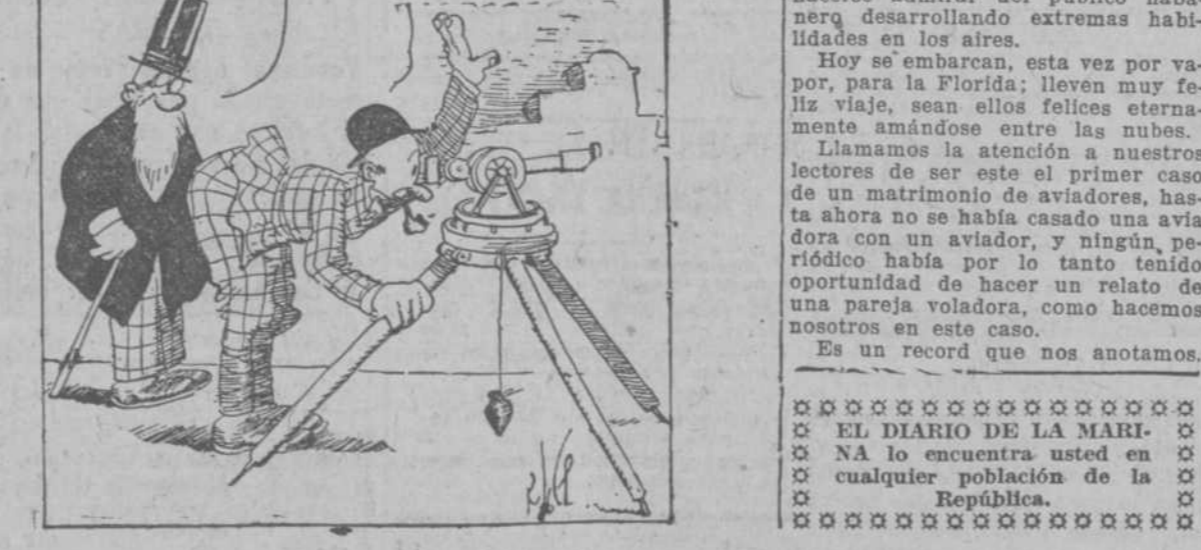 nero desarrollando extremas habi-
lidades en los aires.
Hoy se embarcan, esta vez por va-
por, para la Florida; lleven muy fe-
liz viaje, sean ellos felices eterna-
mente amándose entre las nubes.
Llamamos la atención a nuestros
lectores de ser este el primer caso
de un matrimonio de aviadores, has-
ta ahora no se había casado una avia
dora con un aviador, y ningún pe-
riódico había por lo tanto tenido
oportunidad de hacer un relato de
una pareja voladora, como hacemos
nosotros en este caso.
Es un record que nos anotamos.
EL DIARIO DE LA MARI-
NA lo encuentra usted en
cualquier población de la
República.